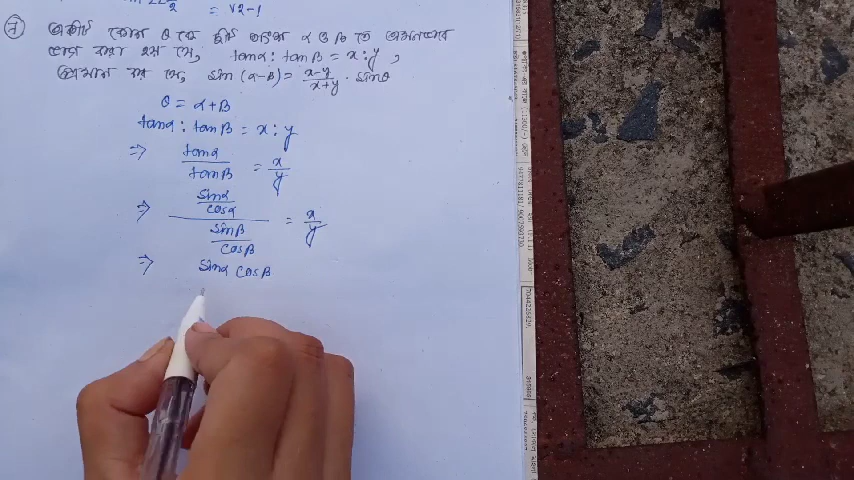 = √2-1
৭ একটি কোণ θ কে দুটি অংশ α ও β তে এমনভাবে
ভাগ করা হল যে, tanα : tanβ = x : y ,
প্রমাণ কর যে, sin (α-β) = x-y/x+y . sinθ
θ = α+β
tanα : tanβ = x : y
⇒ tanα/tanβ = x/y
⇒ sinα/cosα / sinβ/cosβ = x/y
⇒ sinα cosβ